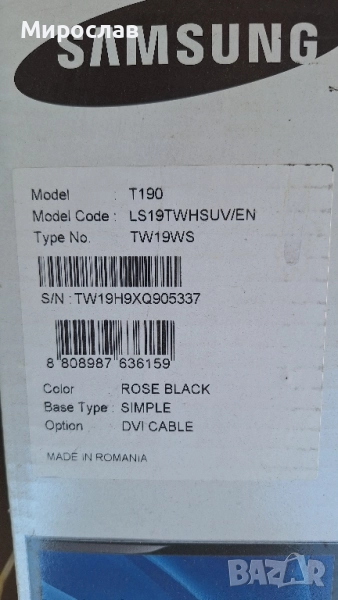 Мирослав
SAMSUNG
Model : T190
Model Code : LS19TWHSUV/EN
Type No. TW19WS
S/N : TW19H9XQ905337
8 808987 636159
Color : ROSE BLACK
Base Type : SIMPLE
Option : DVI CABLE
MADE IN ROMANIA
BAZAR